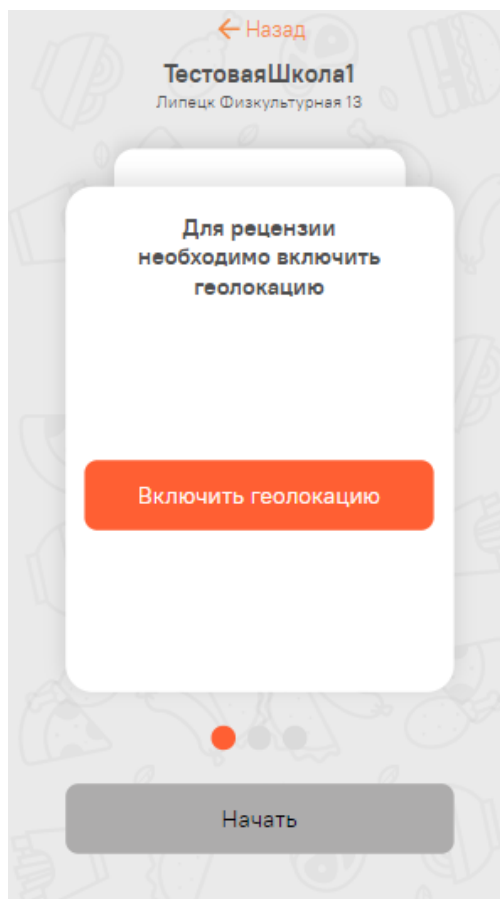 Назад
ТестоваяШкола1
Липецк Физкультурная 13
Для рецензии
необходимо включить
геолокацию
Включить геолокацию
Начать